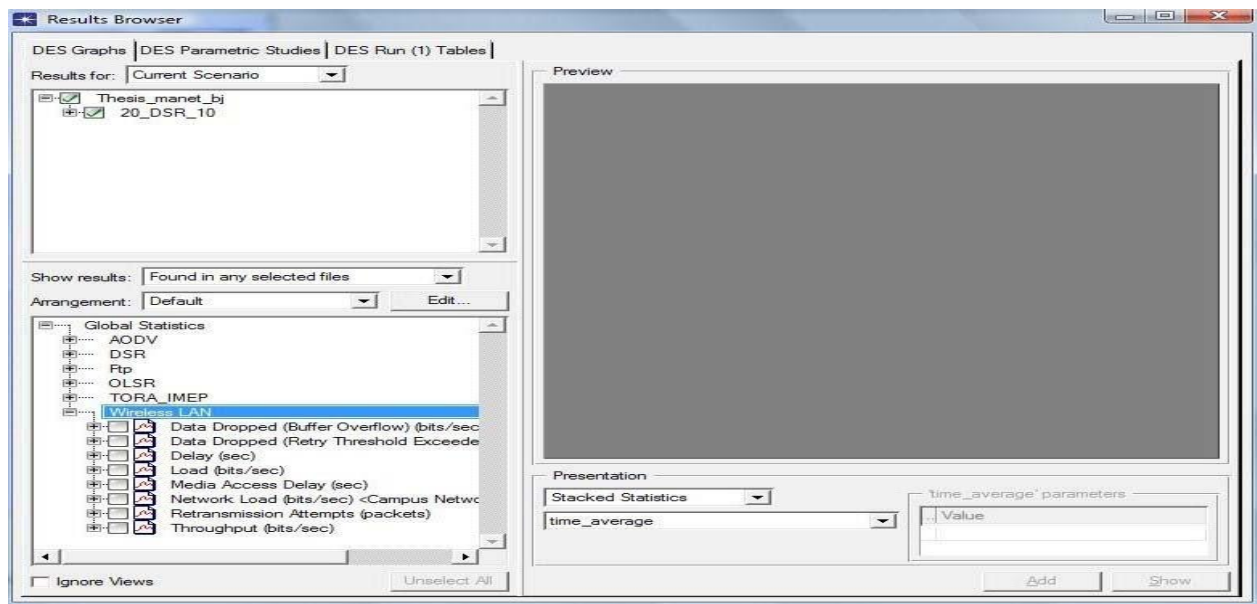 Results Browser
DES Graphs DES Parametric Studies DES Run (1) Tables
Results for: Current Scenario
Thesis_manet_bj
20_DSR_10
Show results: Found in any selected files
Arrangement: Default Edit...
Global Statistics
AODV
DSR
Ftp
OLSR
TORA_IMEP
Wireless LAN
Data Dropped (Buffer Overflow) (bits/sec
Data Dropped (Retry Threshold Exceede
Delay (sec)
Load (bits/sec)
Media Access Delay (sec)
Network Load (bits/sec) <Campus Netwo
Retransmission Attempts (packets)
Throughput (bits/sec)
Ignore Views Unselect All
Preview
Presentation
Stacked Statistics
time_average
'time_average' parameters
.. Value
Add Show